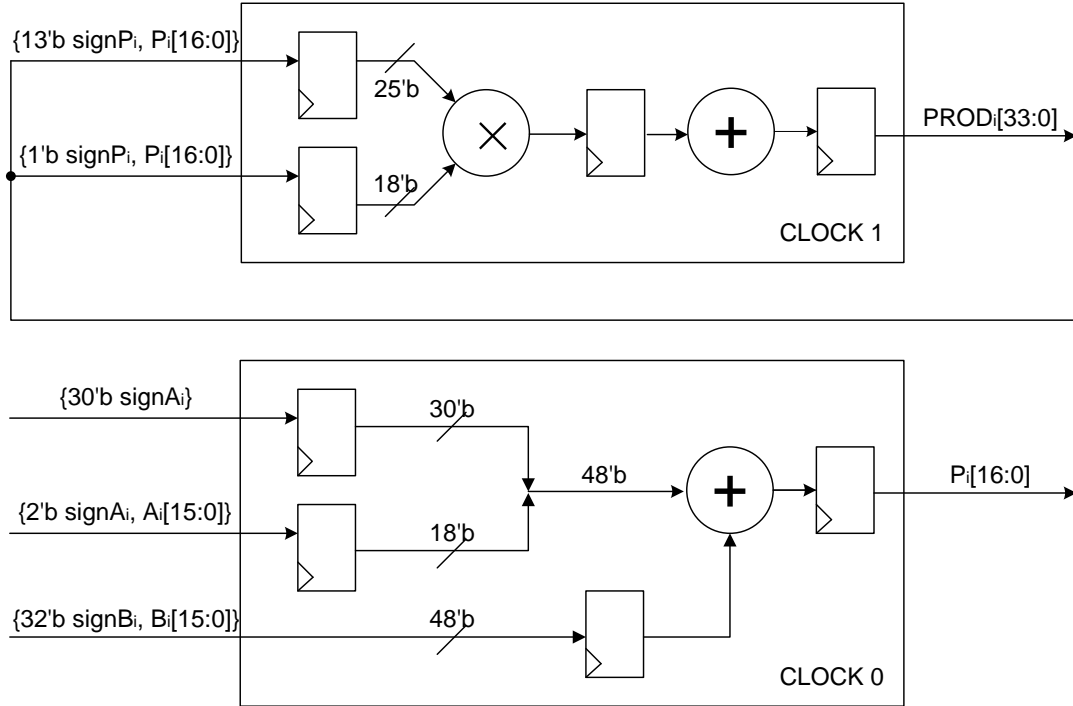 {13'b signPi, Pi[16:0]}
25'b
PRODi[33:0]
{1'b signPi, Pi[16:0]}
18'b
CLOCK 1
{30'b signAi}
30'b
48'b
Pi[16:0]
{2'b signAi, Ai[15:0]}
18'b
{32'b signBi, Bi[15:0]}
48'b
CLOCK 0